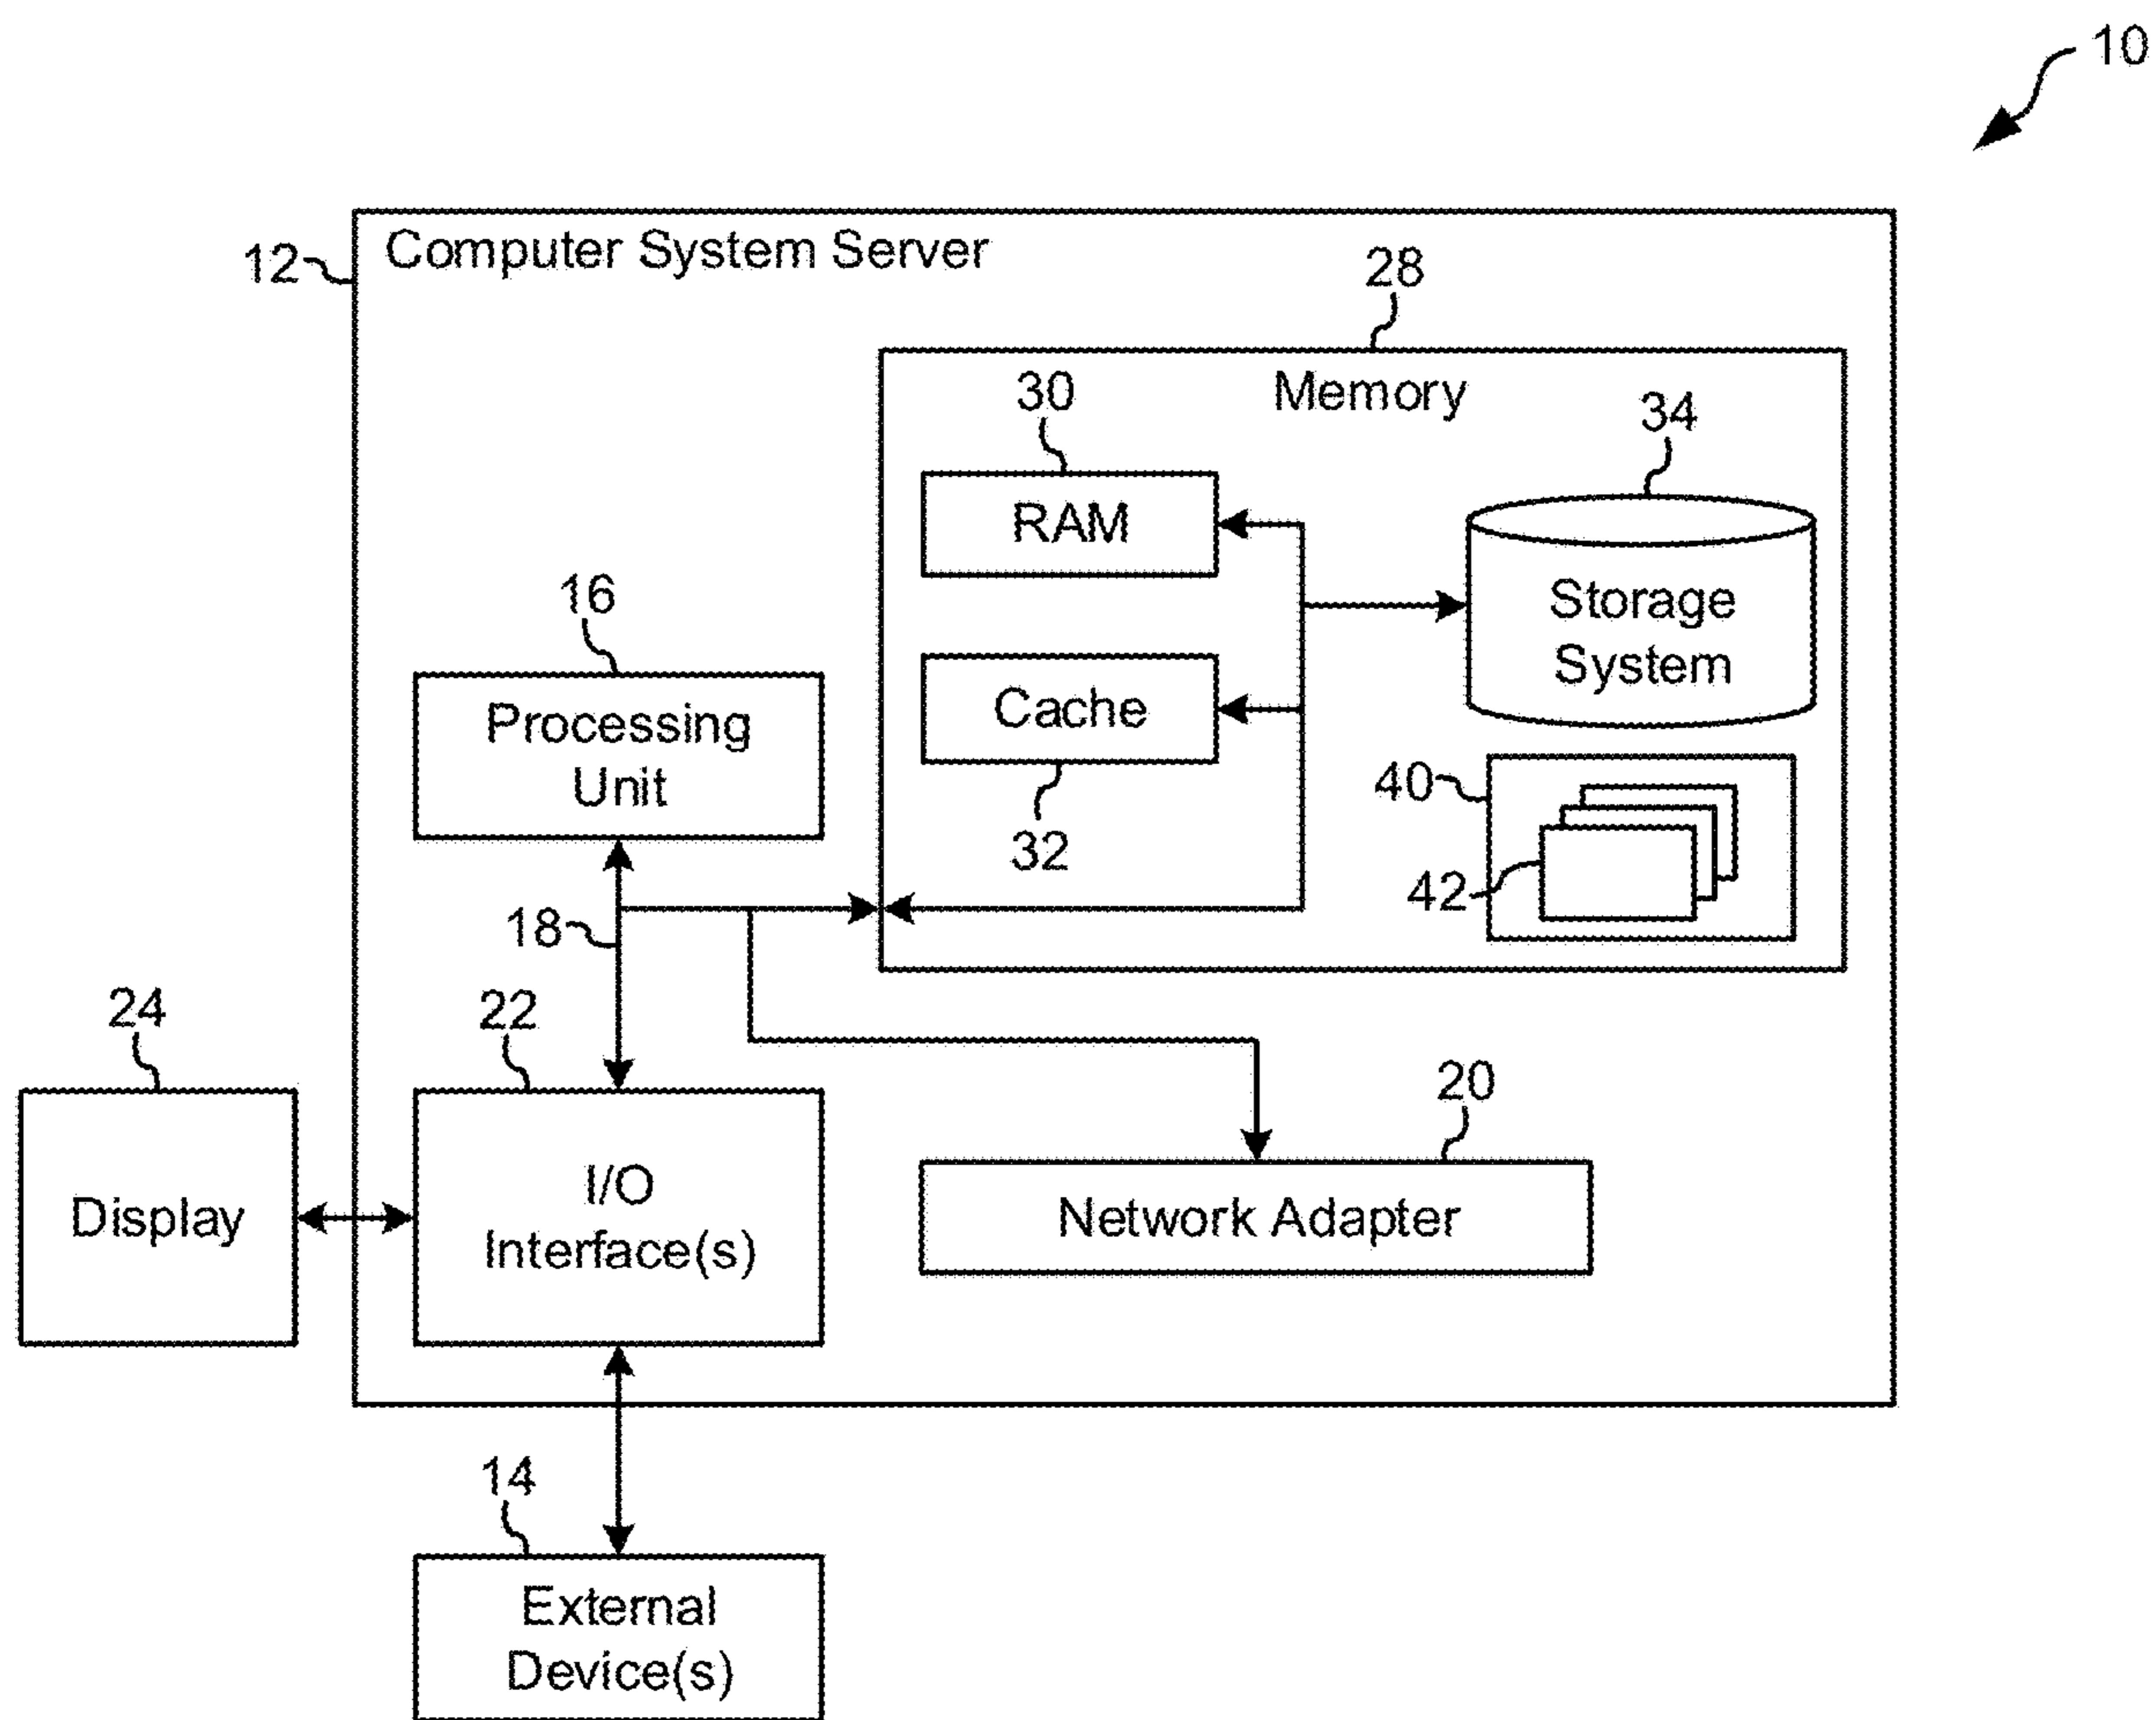 10
12
Computer System Server
28
Memory
30
RAM
34
Storage
System
16
Processing
Unit
Cache
32
40
42
18
24
Display
22
I/O
Interface(s)
20
Network Adapter
14
External
Device(s)